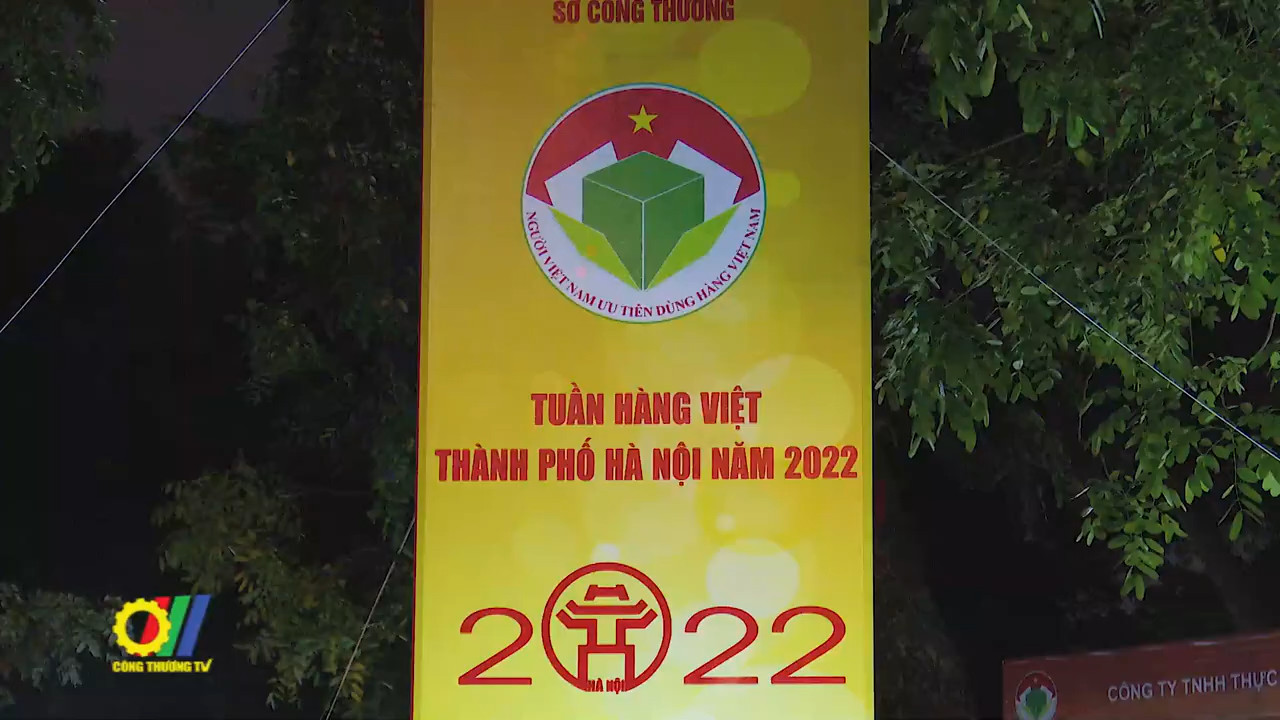 SỞ CÔNG THƯƠNG
NGƯỜI VIỆT NAM ƯU TIÊN DÙNG HÀNG VIỆT NAM
TUẦN HÀNG VIỆT
THÀNH PHỐ HÀ NỘI NĂM 2022
2022
HÀ NỘI
CÔNG THƯƠNG TV
CÔNG TY TNHH THỰC